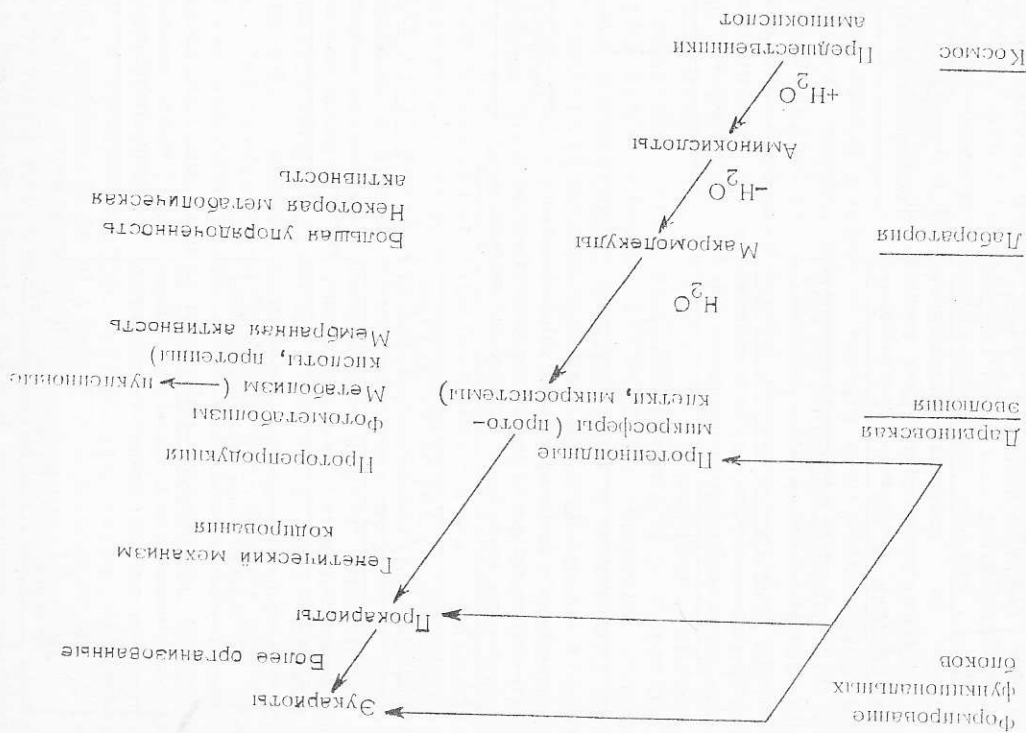 Космос
Предшественники
аминокислот
+H₂O
Аминокислоты
-H₂O
Лаборатория
Макромолекулы
Большая упорядоченность
Некоторая метаболическая
активность
H₂O
Дарвиновская
эволюция
Протеиноидные
микросферы (прото-
клетки, микросистемы)
Мембранная активность
Метаболизм (→ нуклеиновые
кислоты, протеины)
Фотометаболизм
Проторепродукция
Генетический механизм
кодирования
Прокариоты
Более организованные
Эукариоты
Формирование
функциональных
блоков